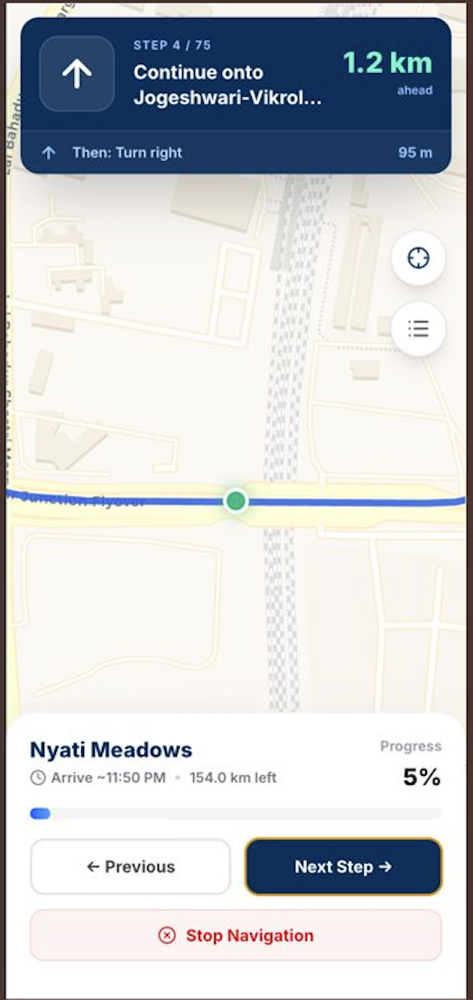 STEP 4 / 75
Continue onto
Jogeshwari-Vikrol...
1.2 km
ahead
↑ Then: Turn right
95 m
Junction Flyover
Nyati Meadows
Arrive ~11:50 PM • 154.0 km left
Progress
5%
← Previous
Next Step →
Stop Navigation